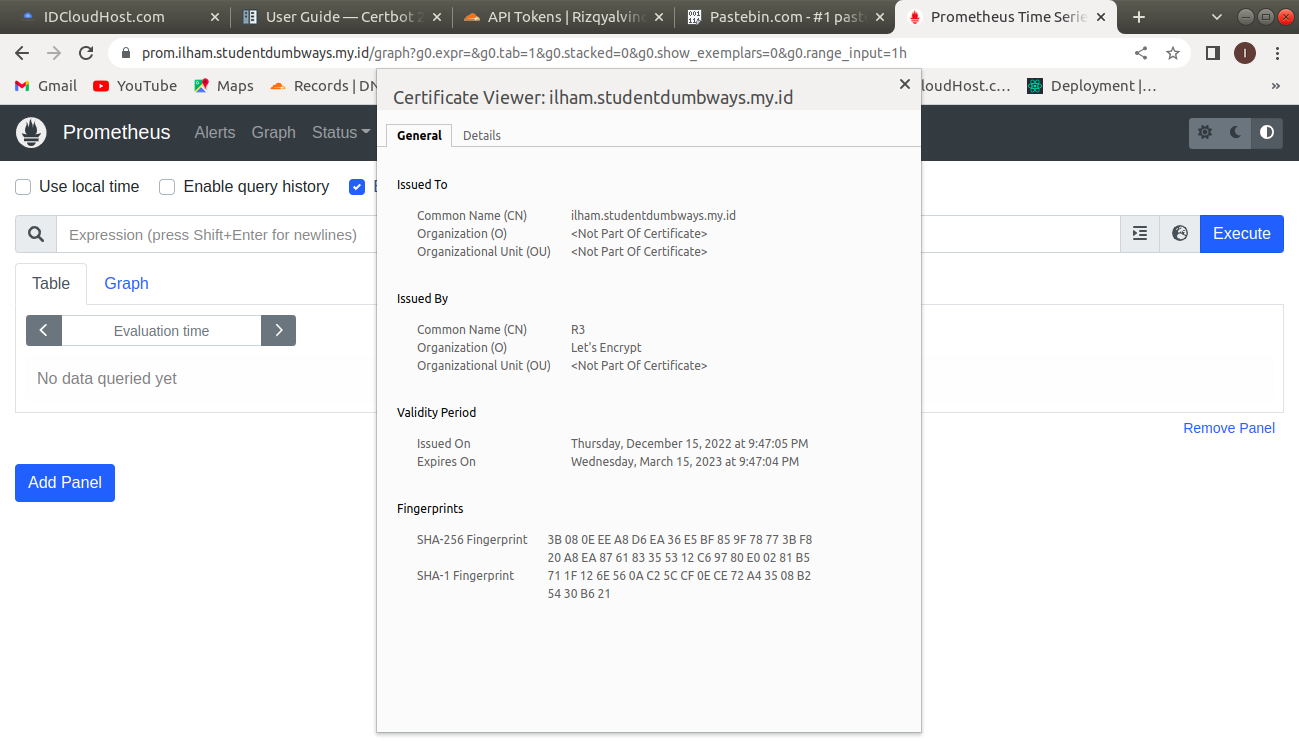 IDCloudHost.com
User Guide — Certbot 2
API Tokens | Rizqyalvind
Pastebin.com - #1 past
Prometheus Time Serie
prom.ilham.studentdumbways.my.id/graph?g0.expr=&g0.tab=1&g0.stacked=0&g0.show_exemplars=0&g0.range_input=1h
I
Gmail
YouTube
Maps
Records | DN
loudHost.c...
Deployment |...
»
Certificate Viewer: ilham.studentdumbways.my.id
Prometheus
Alerts
Graph
Status
General
Details
Use local time
Enable query history
Issued To
Common Name (CN) ilham.studentdumbways.my.id
Organization (O) <Not Part Of Certificate>
Organizational Unit (OU) <Not Part Of Certificate>
Expression (press Shift+Enter for newlines)
Execute
Table
Graph
Issued By
Common Name (CN) R3
Organization (O) Let's Encrypt
Organizational Unit (OU) <Not Part Of Certificate>
Evaluation time
No data queried yet
Validity Period
Issued On Thursday, December 15, 2022 at 9:47:05 PM
Expires On Wednesday, March 15, 2023 at 9:47:04 PM
Remove Panel
Add Panel
Fingerprints
SHA-256 Fingerprint 3B 08 0E EE A8 D6 EA 36 E5 BF 85 9F 78 77 3B F8
20 A8 EA 87 61 83 35 53 12 C6 97 80 E0 02 81 B5
SHA-1 Fingerprint 71 1F 12 6E 56 0A C2 5C CF 0E CE 72 A4 35 08 B2
54 30 B6 21